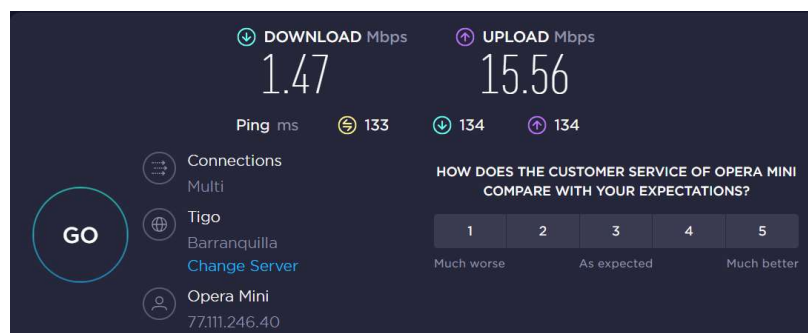 DOWNLOAD Mbps
1.47
UPLOAD Mbps
15.56
Ping ms 133 134 134
Connections
Multi
Tigo
Barranquilla
Change Server
Opera Mini
77.111.246.40
GO
HOW DOES THE CUSTOMER SERVICE OF OPERA MINI
COMPARE WITH YOUR EXPECTATIONS?
1 2 3 4 5
Much worse As expected Much better